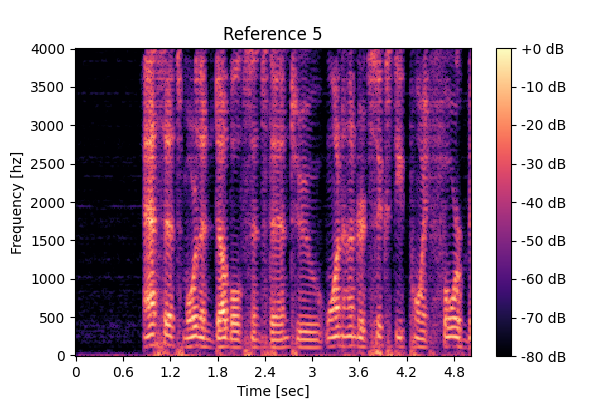 Reference 5
4000
3500
3000
2500
2000
1500
1000
500
0
Frequency [hz]
0 0.6 1.2 1.8 2.4 3 3.6 4.2 4.8
Time [sec]
+0 dB
-10 dB
-20 dB
-30 dB
-40 dB
-50 dB
-60 dB
-70 dB
-80 dB